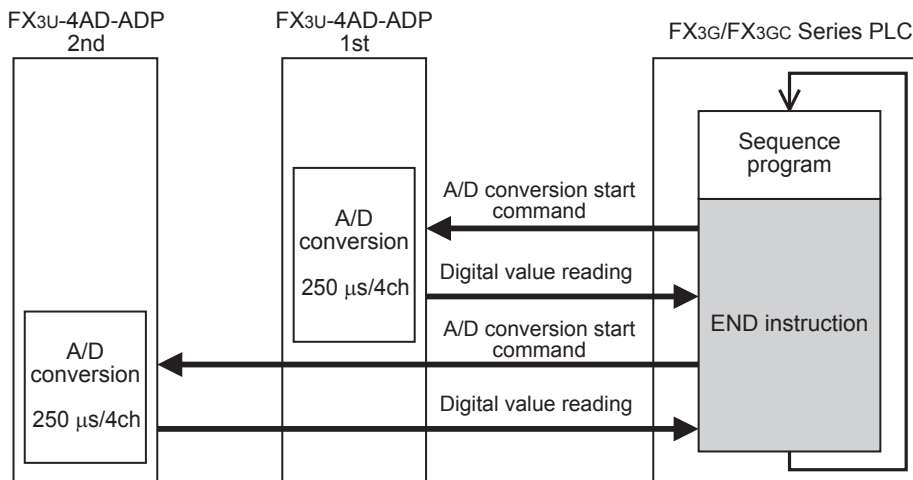 FX3U-4AD-ADP
2nd
FX3U-4AD-ADP
1st
FX3G/FX3GC Series PLC
Sequence
program
A/D conversion start
command
A/D
conversion
250 μs/4ch
Digital value reading
END instruction
A/D conversion start
command
A/D
conversion
250 μs/4ch
Digital value reading